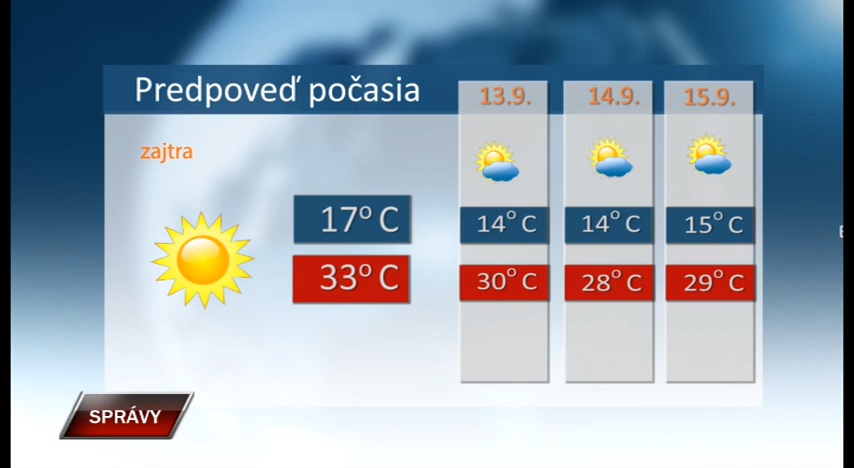 Predpoveď počasia
zajtra
17° C
33° C
13.9.
14° C
30° C
14.9.
14° C
28° C
15.9.
15° C
29° C
SPRÁVY